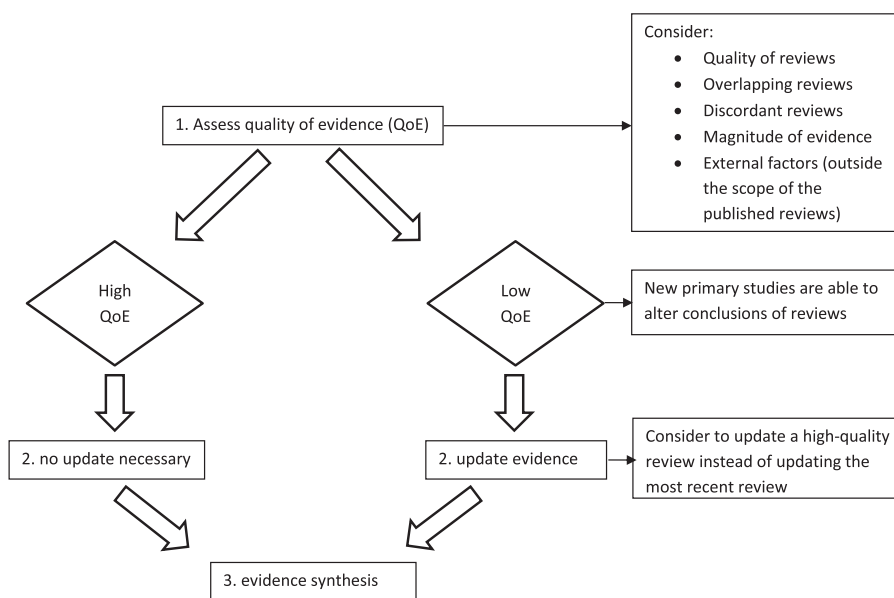 Consider:
• Quality of reviews
• Overlapping reviews
• Discordant reviews
• Magnitude of evidence
• External factors (outside
the scope of the
published reviews)
1. Assess quality of evidence (QoE)
High
QoE
Low
QoE
New primary studies are able to
alter conclusions of reviews
2. no update necessary
2. update evidence
Consider to update a high-quality
review instead of updating the
most recent review
3. evidence synthesis